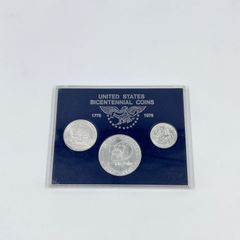 UNITED STATES
BICENTENNIAL COINS
1776 1976